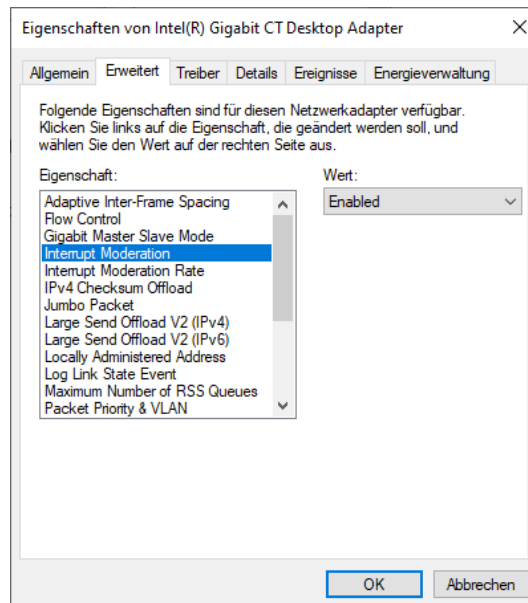 Eigenschaften von Intel(R) Gigabit CT Desktop Adapter
Allgemein Erweitert Treiber Details Ereignisse Energieverwaltung
Folgende Eigenschaften sind für diesen Netzwerkadapter verfügbar.
Klicken Sie links auf die Eigenschaft, die geändert werden soll, und
wählen Sie den Wert auf der rechten Seite aus.
Eigenschaft: Wert:
Adaptive Inter-Frame Spacing Enabled
Flow Control
Gigabit Master Slave Mode
Interrupt Moderation
Interrupt Moderation Rate
IPv4 Checksum Offload
Jumbo Packet
Large Send Offload V2 (IPv4)
Large Send Offload V2 (IPv6)
Locally Administered Address
Log Link State Event
Maximum Number of RSS Queues
Packet Priority & VLAN
OK Abbrechen